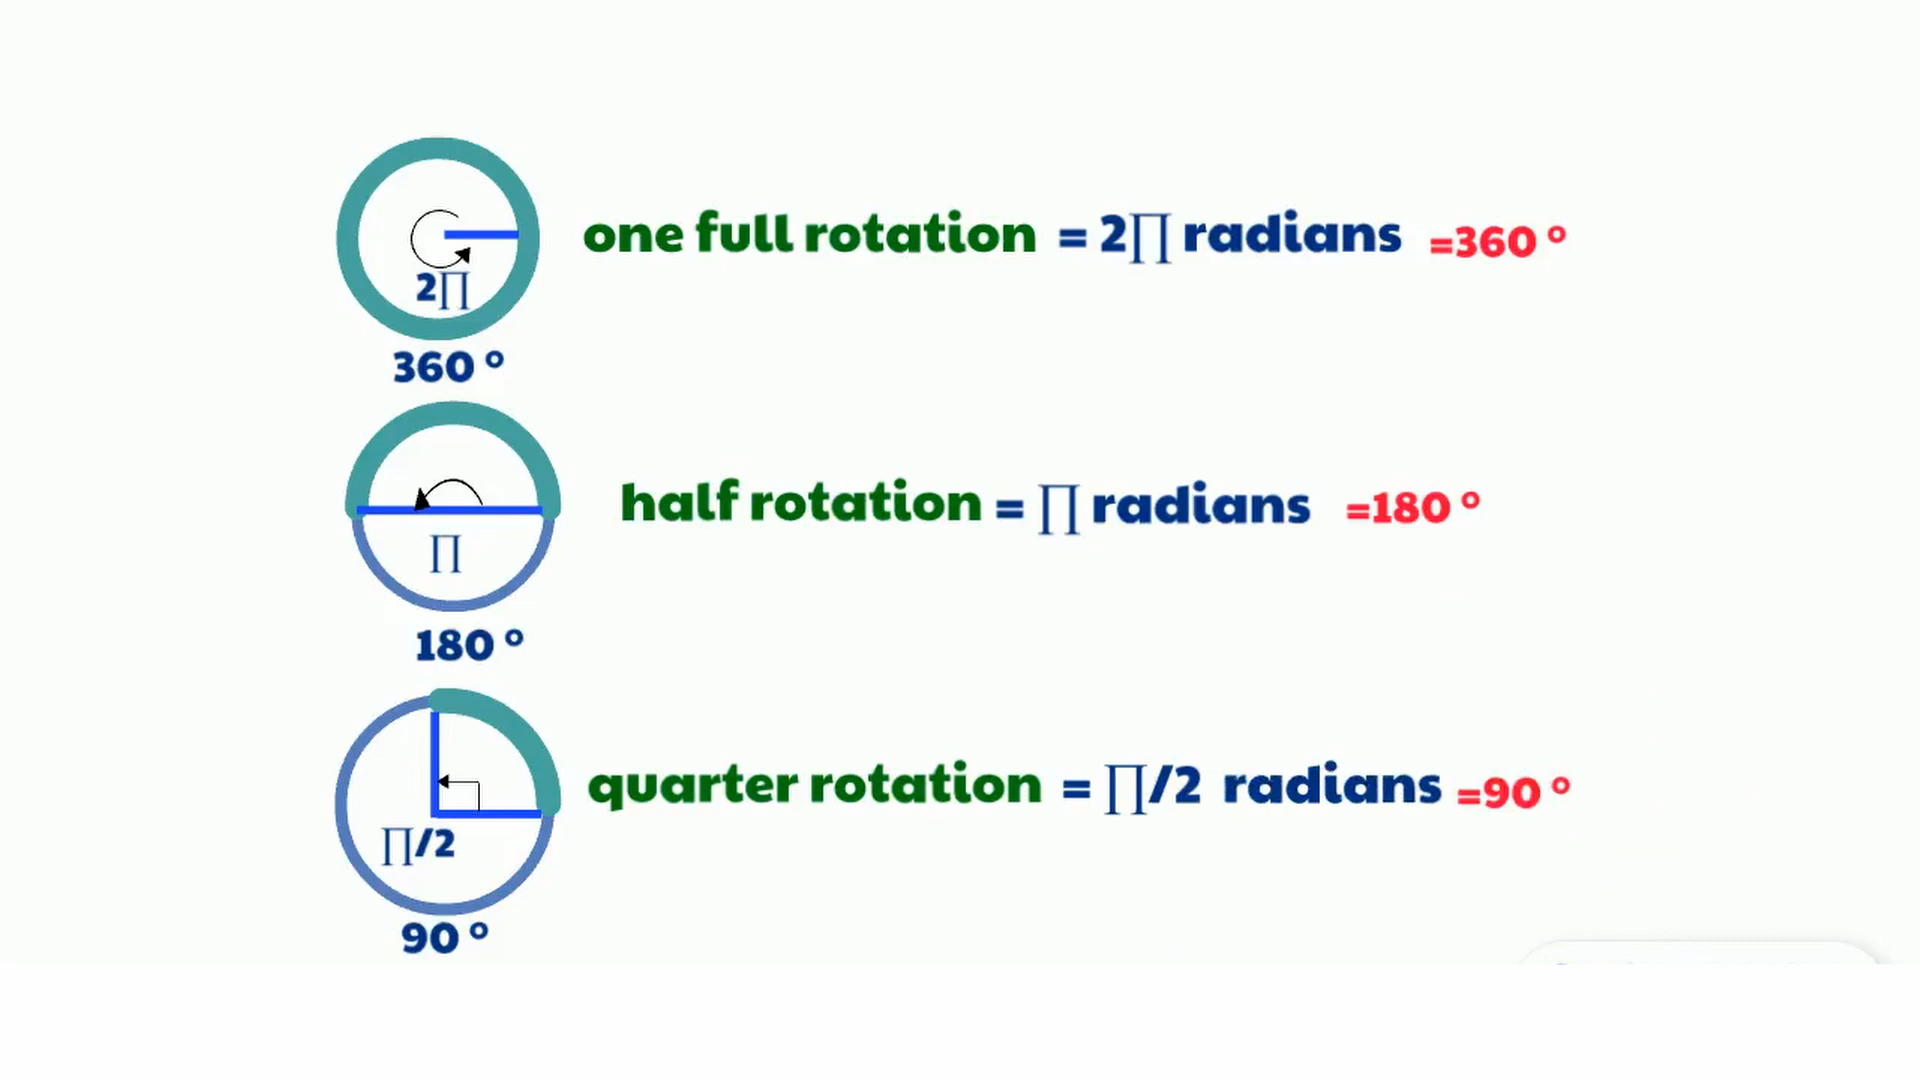 one full rotation = 2∏ radians =360 º
2∏
360 º
half rotation = ∏ radians =180 º
∏
180 º
quarter rotation = ∏/2 radians =90 º
∏/2
90 º